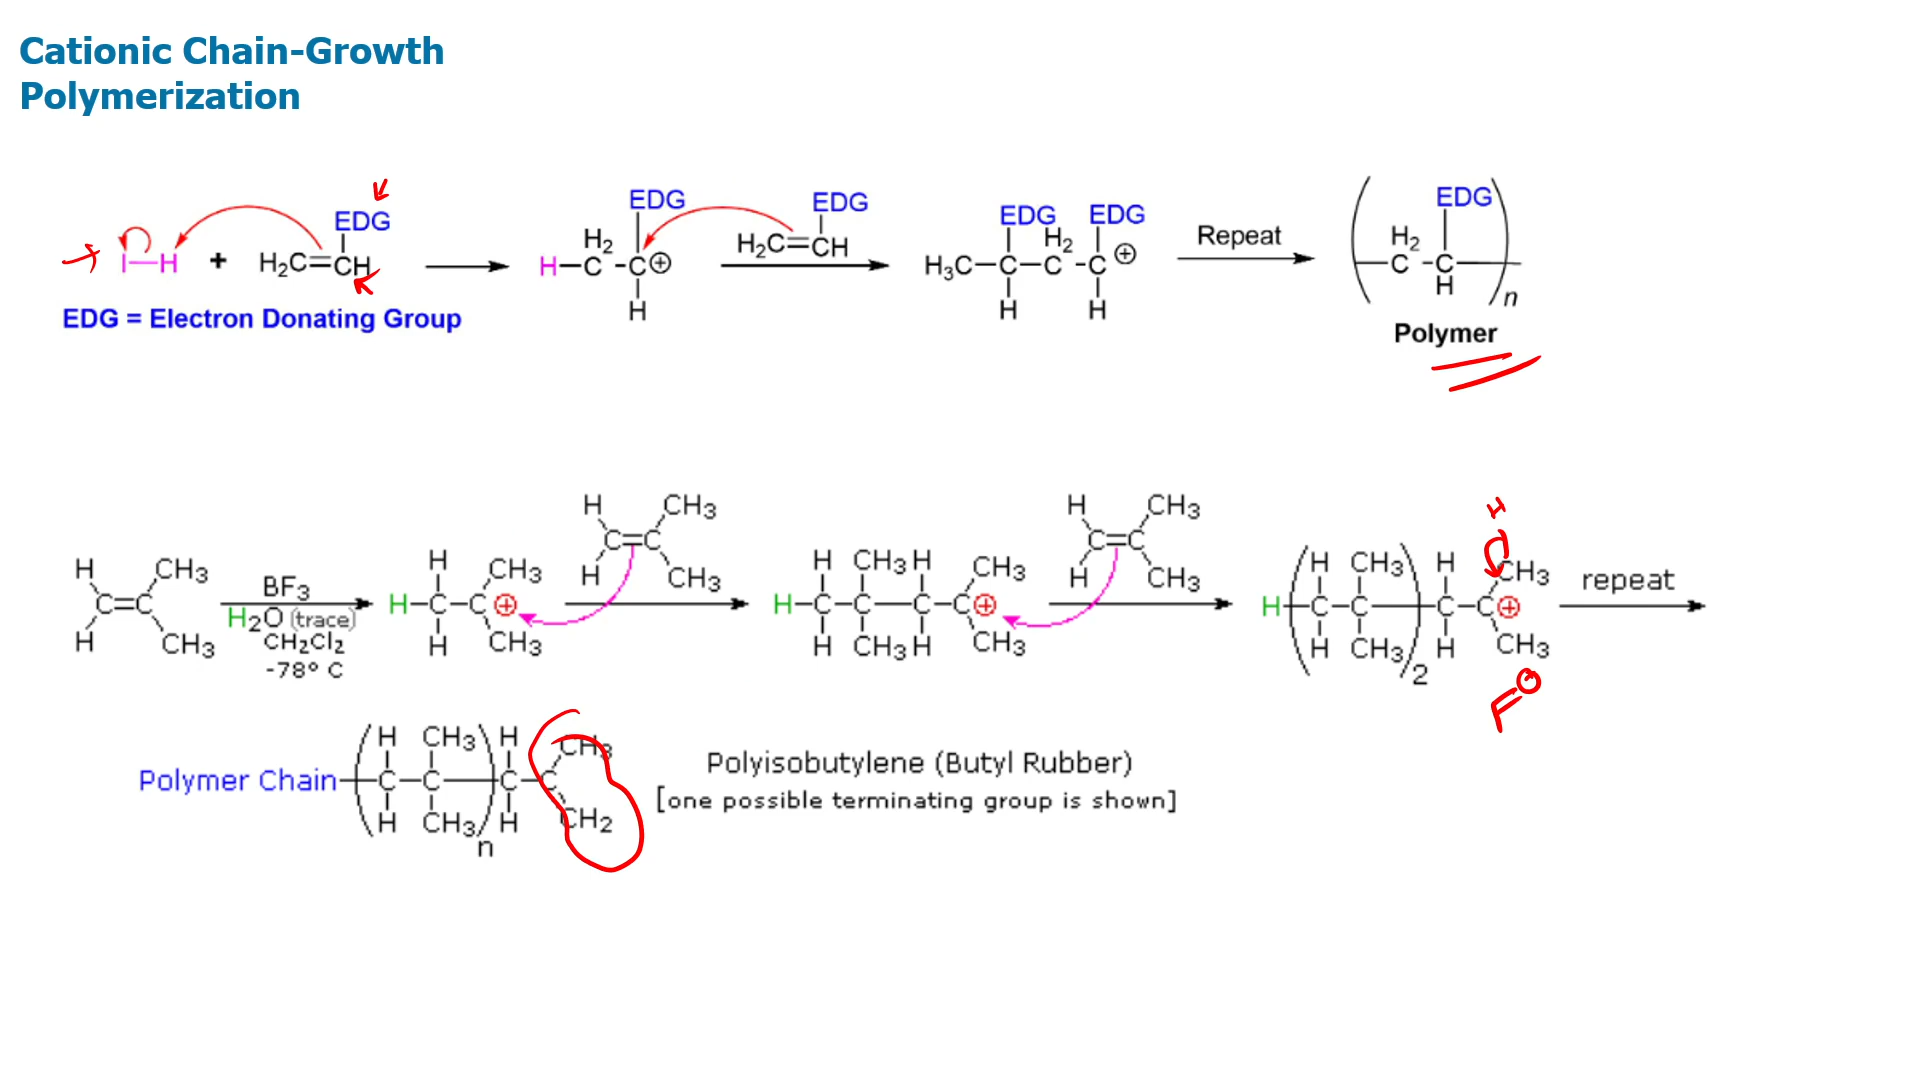 Cationic Chain-Growth
Polymerization
I—H + H₂C=CH EDG
EDG = Electron Donating Group
H—C H₂ -C⊕ EDG H
H₂C=CH EDG
H₃C—C—C-C⊕ EDG H₂ EDG H H
Repeat
(C H₂ -C EDG H)n
Polymer
H H C=C CH₃ CH₃
BF₃
H₂O (trace)
CH₂Cl₂
-78° C
H—C—C⊕ H H CH₃ CH₃
H H C=C CH₃ CH₃
H—C—C—C—C⊕ H CH₃ H CH₃ H CH₃ H CH₃
H H C=C CH₃ CH₃
H—(C—C)₂—C—C⊕ H CH₃ H CH₃ H CH₃ H CH₃
H
F⊖
repeat
Polymer Chain—(C—C)n—C—C H CH₃ H CH₃ H CH₃ H CH₂
Polyisobutylene (Butyl Rubber)
[one possible terminating group is shown]